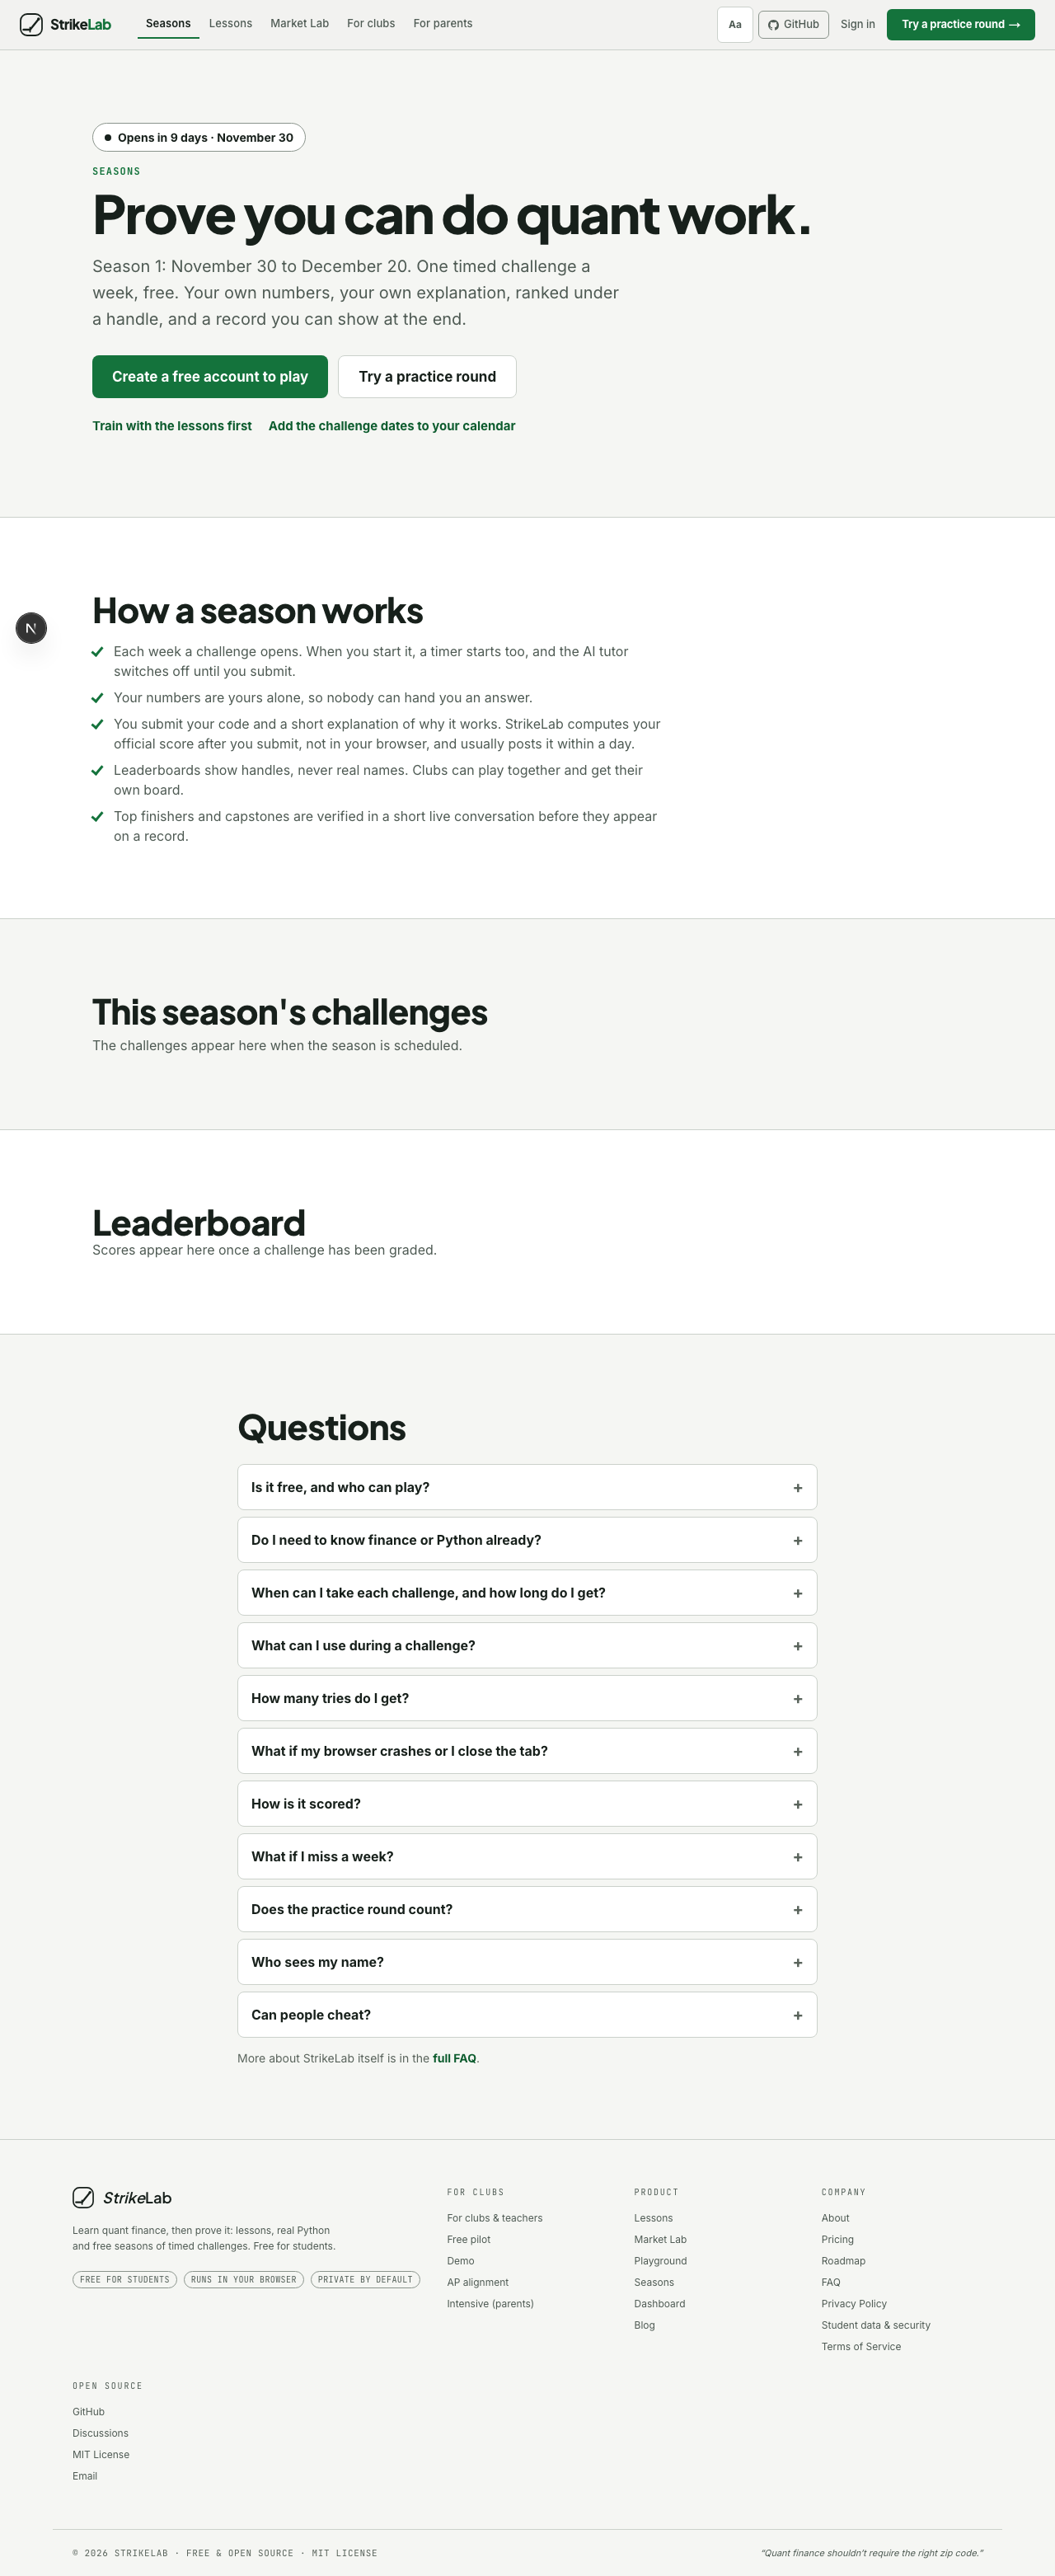 StrikeLab
Seasons
Lessons
Market Lab
For clubs
For parents
Aa
GitHub
Sign in
Try a practice round →
Opens in 9 days · November 30
SEASONS
Prove you can do quant work.
Season 1: November 30 to December 20. One timed challenge a
week, free. Your own numbers, your own explanation, ranked under
a handle, and a record you can show at the end.
Create a free account to play
Try a practice round
Train with the lessons first
Add the challenge dates to your calendar
How a season works
N
Each week a challenge opens. When you start it, a timer starts too, and the AI tutor
switches off until you submit.
Your numbers are yours alone, so nobody can hand you an answer.
You submit your code and a short explanation of why it works. StrikeLab computes your
official score after you submit, not in your browser, and usually posts it within a day.
Leaderboards show handles, never real names. Clubs can play together and get their
own board.
Top finishers and capstones are verified in a short live conversation before they appear
on a record.
This season's challenges
The challenges appear here when the season is scheduled.
Leaderboard
Scores appear here once a challenge has been graded.
Questions
Is it free, and who can play? +
Do I need to know finance or Python already? +
When can I take each challenge, and how long do I get? +
What can I use during a challenge? +
How many tries do I get? +
What if my browser crashes or I close the tab? +
How is it scored? +
What if I miss a week? +
Does the practice round count? +
Who sees my name? +
Can people cheat? +
More about StrikeLab itself is in the full FAQ.
StrikeLab
Learn quant finance, then prove it: lessons, real Python
and free seasons of timed challenges. Free for students.
FREE FOR STUDENTS
RUNS IN YOUR BROWSER
PRIVATE BY DEFAULT
FOR CLUBS
For clubs & teachers
Free pilot
Demo
AP alignment
Intensive (parents)
PRODUCT
Lessons
Market Lab
Playground
Seasons
Dashboard
Blog
COMPANY
About
Pricing
Roadmap
FAQ
Privacy Policy
Student data & security
Terms of Service
OPEN SOURCE
GitHub
Discussions
MIT License
Email
© 2026 STRIKELAB · FREE & OPEN SOURCE · MIT LICENSE
“Quant finance shouldn’t require the right zip code.”